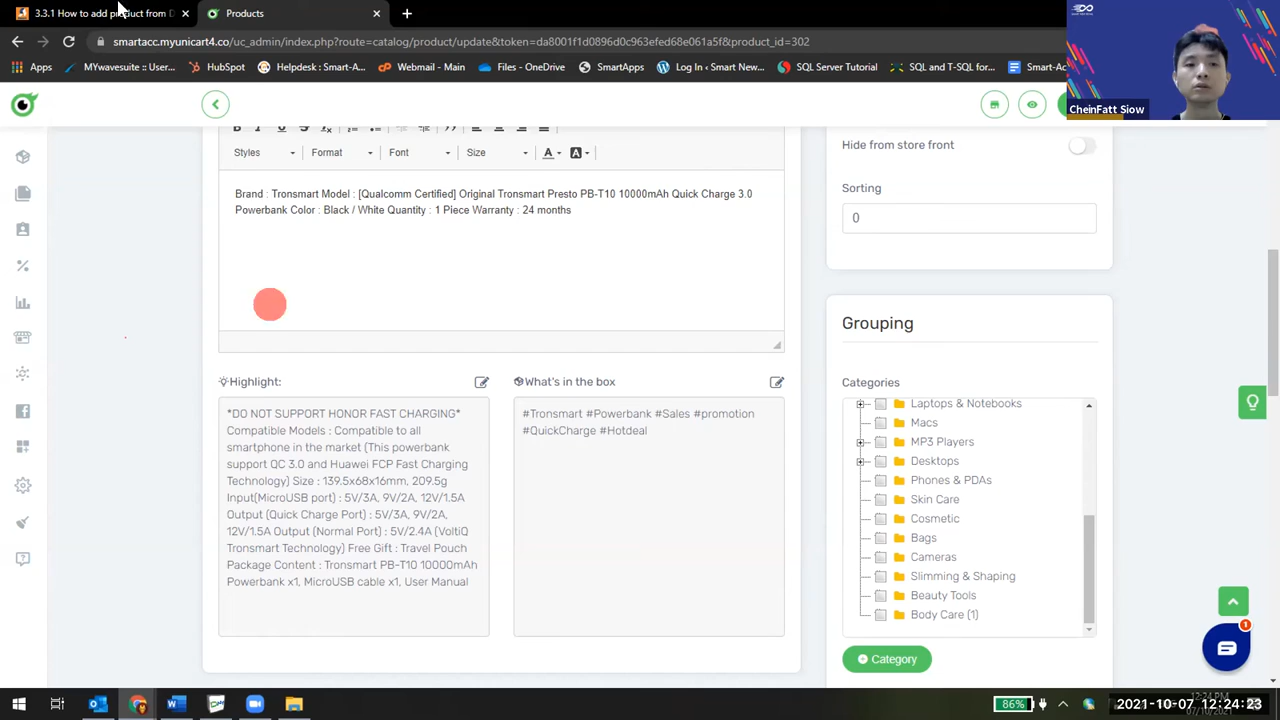 3.3.1 How to add product from D
Products
smartacc.myunicart4.co/uc_admin/index.php?route=catalog/product/update&token=da8001f1d0896d0c963efed68e061a5f&product_id=302
Apps
MYwavesuite :: User...
HubSpot
Helpdesk : Smart-A...
Webmail - Main
Files - OneDrive
SmartApps
Log In ‹ Smart New...
SQL Server Tutorial
SQL and T-SQL for...
Smart-Ac
CheinFatt Siow
Styles
Format
Font
Size
Brand : Tronsmart Model : [Qualcomm Certified] Original Tronsmart Presto PB-T10 10000mAh Quick Charge 3.0
Powerbank Color : Black / White Quantity : 1 Piece Warranty : 24 months
Highlight:
*DO NOT SUPPORT HONOR FAST CHARGING*
Compatible Models : Compatible to all
smartphone in the market (This powerbank
support QC 3.0 and Huawei FCP Fast Charging
Technology) Size : 139.5x68x16mm, 209.5g
Input(MicroUSB port) : 5V/3A, 9V/2A, 12V/1.5A
Output (Quick Charge Port) : 5V/3A, 9V/2A,
12V/1.5A Output (Normal Port) : 5V/2.4A (VoltiQ
Tronsmart Technology) Free Gift : Travel Pouch
Package Content : Tronsmart PB-T10 10000mAh
Powerbank x1, MicroUSB cable x1, User Manual
What's in the box
#Tronsmart #Powerbank #Sales #promotion
#QuickCharge #Hotdeal
Hide from store front
Sorting
0
Grouping
Categories
Laptops & Notebooks
Macs
MP3 Players
Desktops
Phones & PDAs
Skin Care
Cosmetic
Bags
Cameras
Slimming & Shaping
Beauty Tools
Body Care (1)
Category
1
86%
2021-10-07 12:24:23